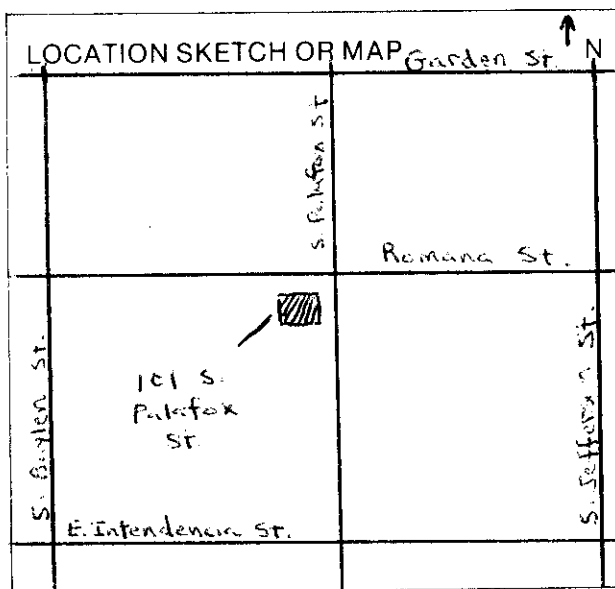 LOCATION SKETCH OR MAP Garden St. N
S. Palafox St
Romana St.
101 S.
Palafox
St.
S. Baylen St.
S. Jefferson St.
E. Intendencia St.